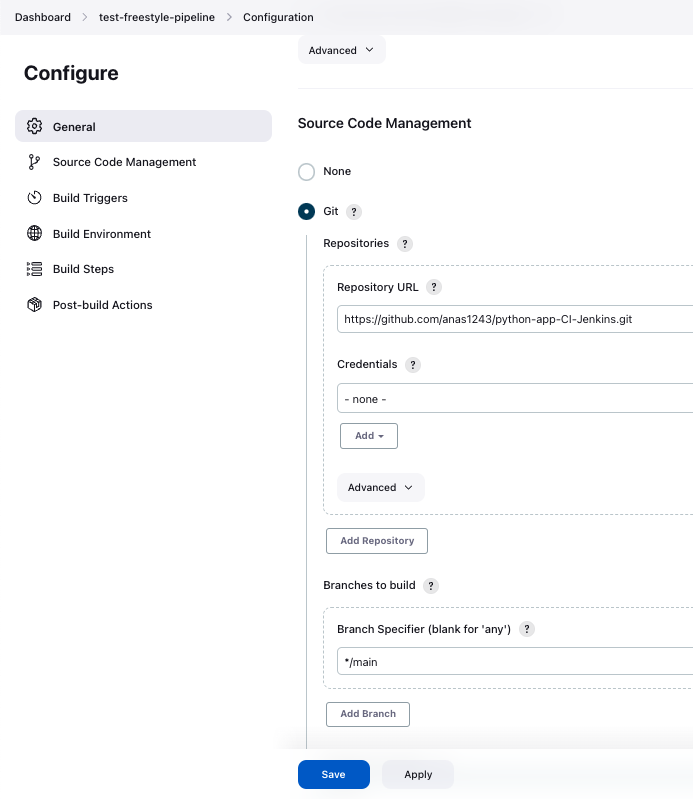 Dashboard > test-freestyle-pipeline > Configuration
Configure
General
Source Code Management
Build Triggers
Build Environment
Build Steps
Post-build Actions
Advanced
Source Code Management
None
Git ?
Repositories ?
Repository URL ?
https://github.com/anas1243/python-app-CI-Jenkins.git
Credentials ?
- none -
Add
Advanced
Add Repository
Branches to build ?
Branch Specifier (blank for 'any') ?
*/main
Add Branch
Save
Apply